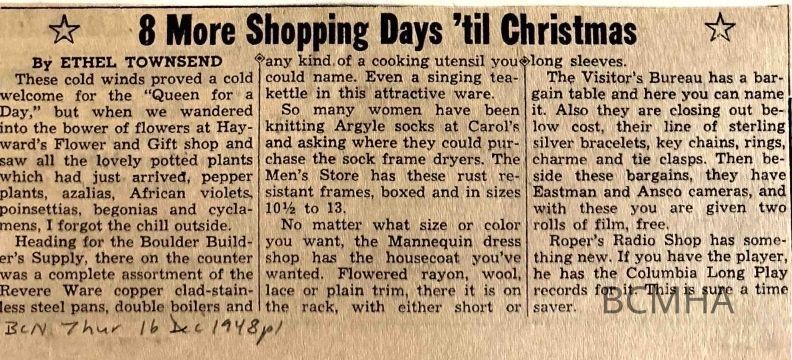 8 More Shopping Days 'til Christmas
By ETHEL TOWNSEND
These cold winds proved a cold
welcome for the "Queen for a
Day," but when we wandered
into the bower of flowers at Hay-
ward's Flower and Gift shop and
saw all the lovely potted plants
which had just arrived, pepper
plants, azalias, African violets,
poinsettias, begonias and cycla-
mens, I forgot the chill outside.
Heading for the Boulder Build-
er's Supply, there on the counter
was a complete assortment of the
Revere Ware copper clad-stain-
less steel pans, double boilers and
any kind of a cooking utensil you
could name. Even a singing tea-
kettle in this attractive ware.
So many women have been
knitting Argyle socks at Carol's
and asking where they could pur-
chase the sock frame dryers. The
Men's Store has these rust re-
sistant frames, boxed and in sizes
10½ to 13.
No matter what size or color
you want, the Mannequin dress
shop has the housecoat you've
wanted. Flowered rayon, wool,
lace or plain trim, there it is on
the rack, with either short or
long sleeves.
The Visitor's Bureau has a bar-
gain table and here you can name
it. Also they are closing out be-
low cost, their line of sterling
silver bracelets, key chains, rings,
charme and tie clasps. Then be-
side these bargains, they have
Eastman and Ansco cameras, and
with these you are given two
rolls of film, free.
Roper's Radio Shop has some-
thing new. If you have the player,
he has the Columbia Long Play
records for it. This is sure a time
saver.
BCMHA
BCN Thur 16 Dec 1948 p1